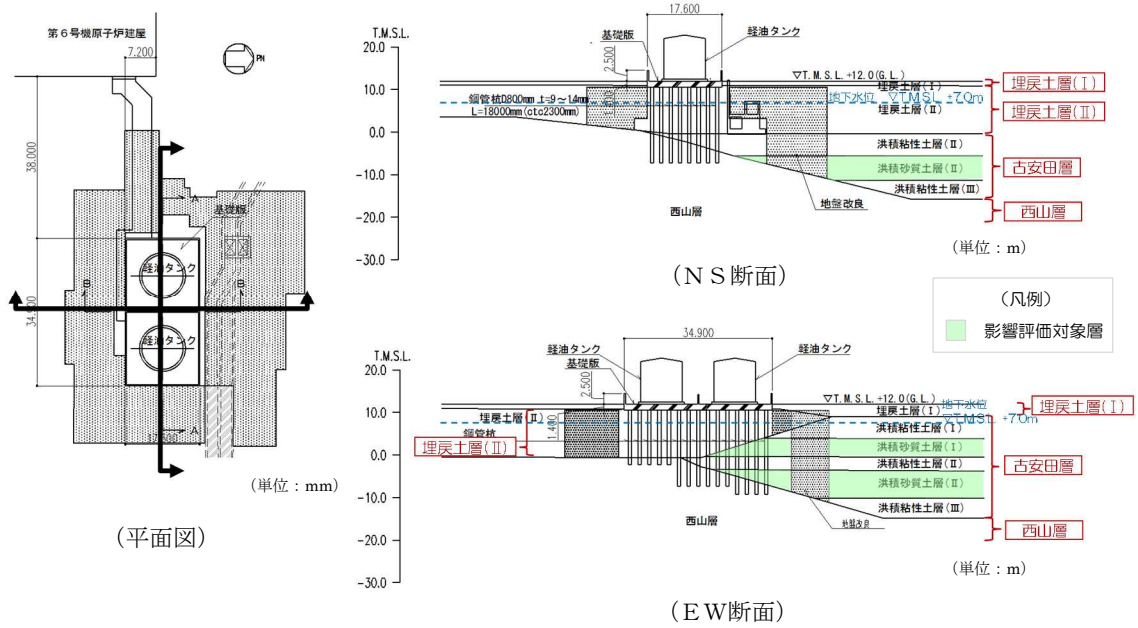 第６号機原子炉建屋
7.200
PN
38.000
34.900
基礎版
A
経油タンク
B
B
経油タンク
A
17.600
(単位：mm)
(平面図)
T.M.S.L.
17.600
基礎版
経油タンク
2.500
▽T.M.S.L. +12.0(G.L.)
埋戻土層(Ⅰ)
埋戻土層(Ⅰ)
鋼管杭D800mm t=9～14mm
L=18000mm(ctc2300mm)
地下水位 ▽T.M.S.L. +7.0m
埋戻土層(Ⅱ)
埋戻土層(Ⅱ)
洪積粘性土層(Ⅱ)
洪積砂質土層(Ⅱ)
古安田層
洪積粘性土層(Ⅲ)
地盤改良
西山層
西山層
20.0
10.0
0.0
-10.0
-20.0
-30.0
(単位：m)
(ＮＳ断面)
(凡例)
影響評価対象層
T.M.S.L.
34.900
経油タンク
経油タンク
基礎版
2.500
▽T.M.S.L. +12.0(G.L.)
地下水位
▽T.M.S.L. +7.0m
埋戻土層(Ⅰ)
埋戻土層(Ⅰ)
埋戻土層(Ⅱ)
鋼管杭
1.400
埋戻土層(Ⅱ)
洪積粘性土層(Ⅰ)
洪積砂質土層(Ⅰ)
洪積粘性土層(Ⅱ)
洪積砂質土層(Ⅱ)
古安田層
洪積粘性土層(Ⅲ)
地盤改良
西山層
西山層
20.0
10.0
0.0
-10.0
-20.0
-30.0
(単位：m)
(ＥＷ断面)